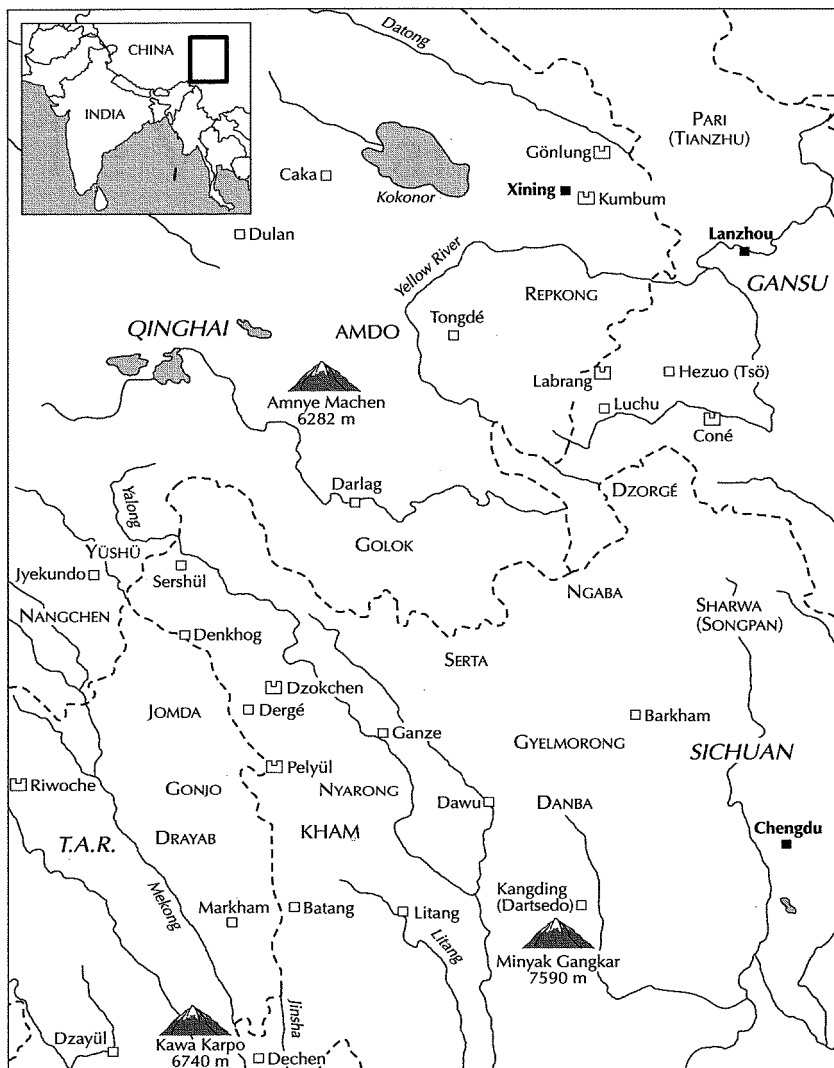 CHINA
INDIA
Datong
PARI
(TIANZHU)
Gönlung
Caka
Kokonor
Xining
Kumbum
Dulan
Lanzhou
Yellow River
GANSU
REPKONG
QINGHAI
AMDO
Tongdé
Amnye Machen
6282 m
Labrang
Hezuo (Tsö)
Luchu
Coné
Darlag
DZORGÉ
Yalong
GOLOK
YÜSHÜ
Jyekundo
Sershül
NGABA
NANGCHEN
SHARWA
(SONGPAN)
Denkhog
SERTA
Dzokchen
JOMDA
Dergé
Barkham
Ganze
GYELMORONG
SICHUAN
Pelyül
Riwoche
GONJO
NYARONG
Dawu
DANBA
T.A.R.
DRAYAB
KHAM
Chengdu
Mekong
Kangding
(Dartsedo)
Markham
Batang
Litang
Litang
Minyak Gangkar
7590 m
Jinsha
Dzayül
Kawa Karpo
6740 m
Dechen